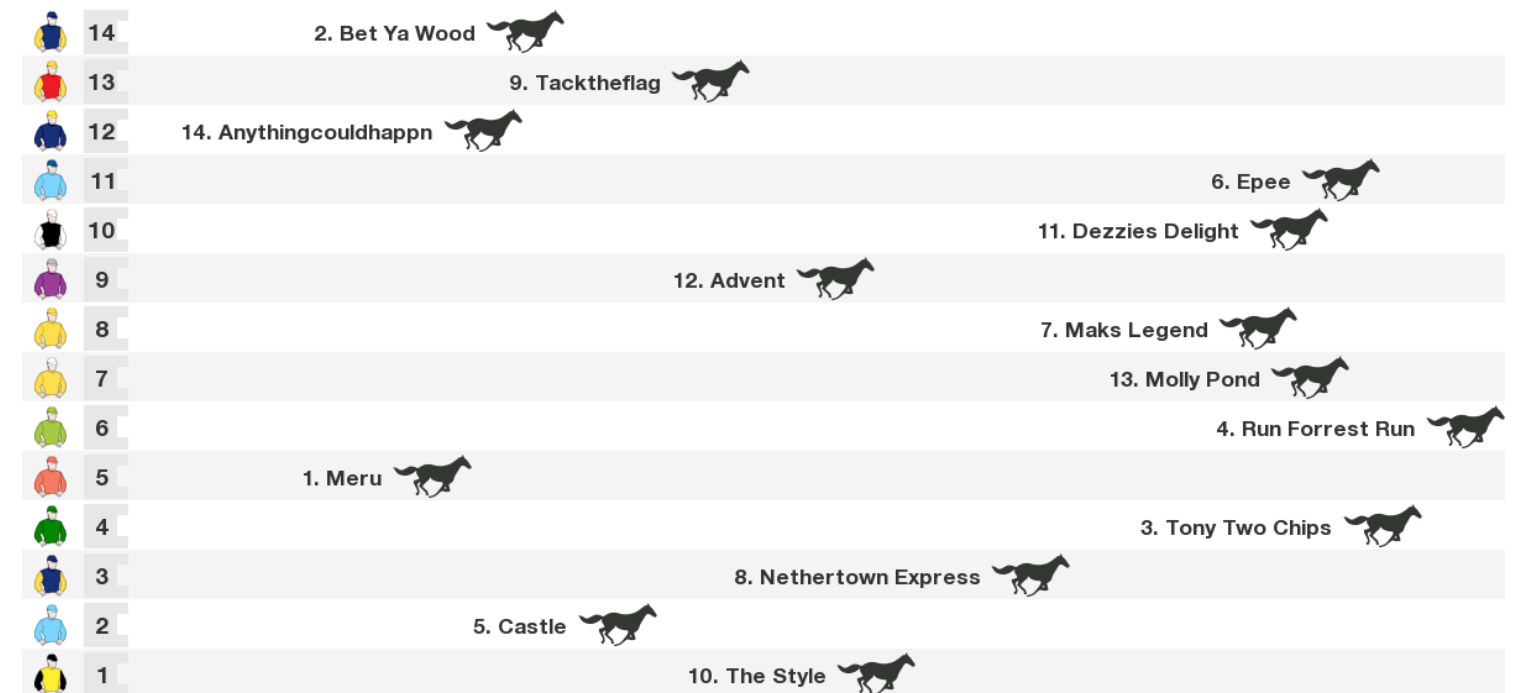 14 2. Bet Ya Wood
13 9. Tacktheflag
12 14. Anythingcouldhappn
11 6. Epee
10 11. Dezzies Delight
9 12. Advent
8 7. Maks Legend
7 13. Molly Pond
6 4. Run Forrest Run
5 1. Meru
4 3. Tony Two Chips
3 8. Nethertown Express
2 5. Castle
1 10. The Style